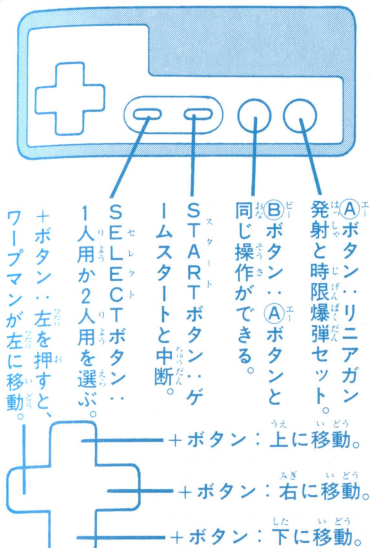 Ⓐボタン：リニアガン
発射と時限爆弾セット。
Ⓑボタン：Ⓐボタンと
同じ操作ができる。
STARTボタン：ゲ
ームスタートと中断。
SELECTボタン：
1人用か2人用を選ぶ。
＋ボタン：左を押すと、
ワープマンが左に移動。
＋ボタン：上に移動。
＋ボタン：右に移動。
＋ボタン：下に移動。